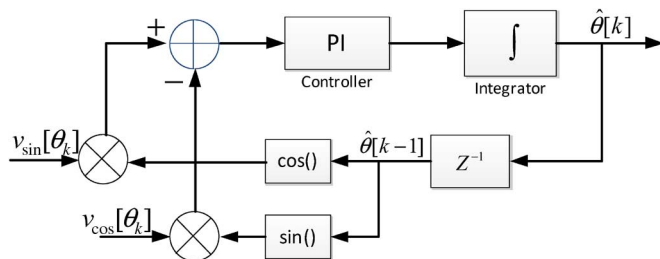 +
−
PI
Controller
∫
Integrator
θ̂[k]
v_sin[θ_k]
cos()
θ̂[k−1]
Z⁻¹
v_cos[θ_k]
sin()